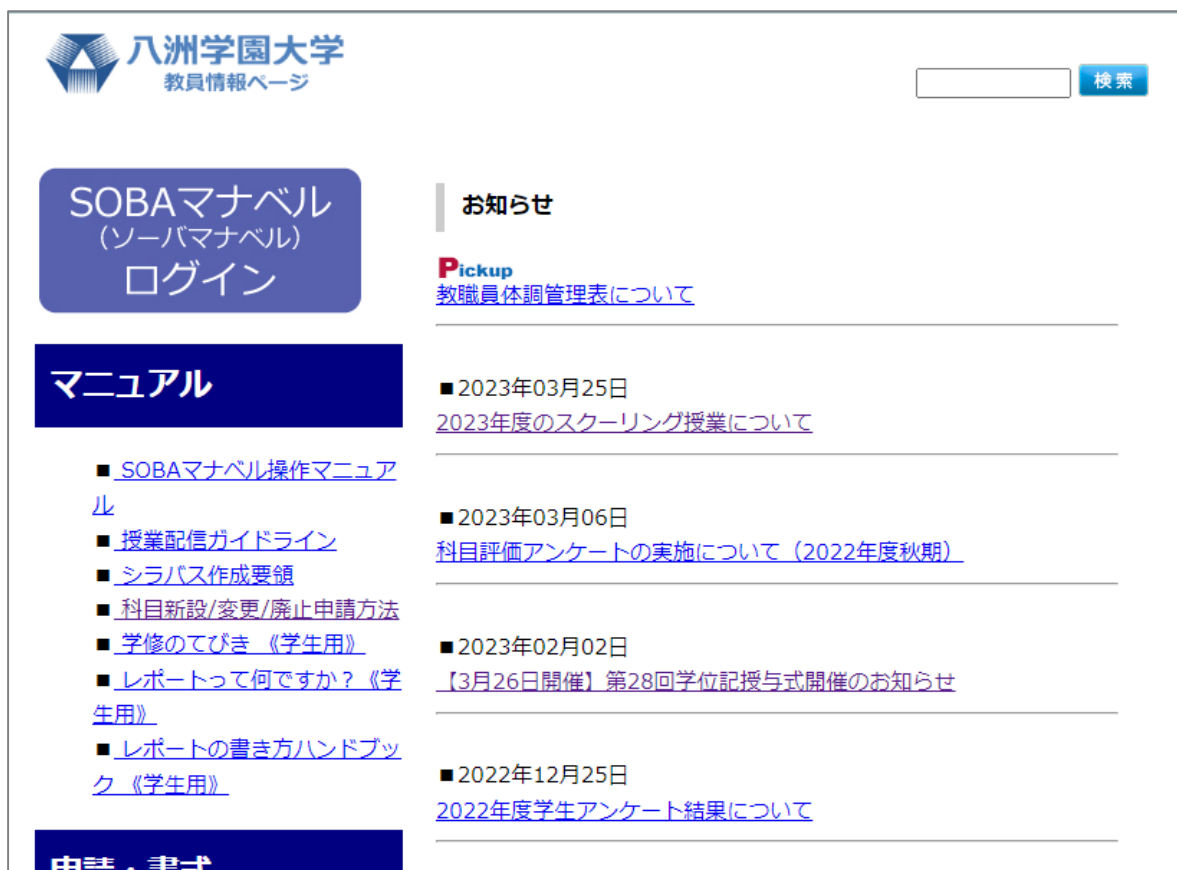 八洲学園大学
教員情報ページ
検索
SOBAマナベル
(ソーバマナベル)
ログイン
マニュアル
■ SOBAマナベル操作マニュア
ル
■ 授業配信ガイドライン
■ シラバス作成要領
■ 科目新設/変更/廃止申請方法
■ 学修のてびき 《学生用》
■ レポートって何ですか？《学
生用》
■ レポートの書き方ハンドブッ
ク 《学生用》
申請・書式
お知らせ
Pickup
教職員体調管理表について
■2023年03月25日
2023年度のスクーリング授業について
■2023年03月06日
科目評価アンケートの実施について（2022年度秋期）
■2023年02月02日
【3月26日開催】第28回学位記授与式開催のお知らせ
■2022年12月25日
2022年度学生アンケート結果について